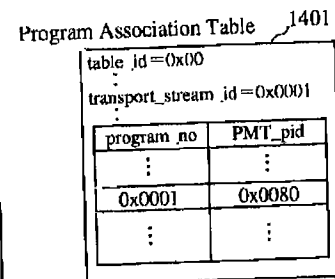 Program Association Table 1401
table_id=0x00
⋮
transport_stream_id=0x0001
⋮
program_no PMT_pid
⋮ ⋮
0x0001 0x0080
⋮ ⋮